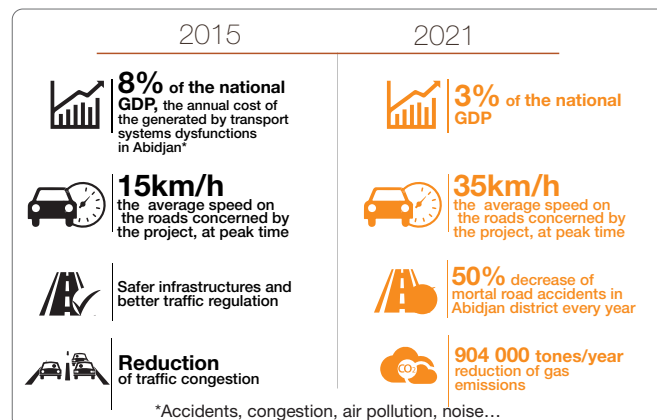 2015
8% of the national
GDP, the annual cost of
the generated by transport
systems dysfunctions
in Abidjan*
15km/h
the average speed on
the roads concerned by
the project, at peak time
Safer infrastructures and
better traffic regulation
Reduction
of traffic congestion
2021
3% of the national
GDP
35km/h
the average speed on
the roads concerned by
the project, at peak time
50% decrease of
mortal road accidents in
Abidjan district every year
CO2
904 000 tones/year
reduction of gas
emissions
*Accidents, congestion, air pollution, noise...